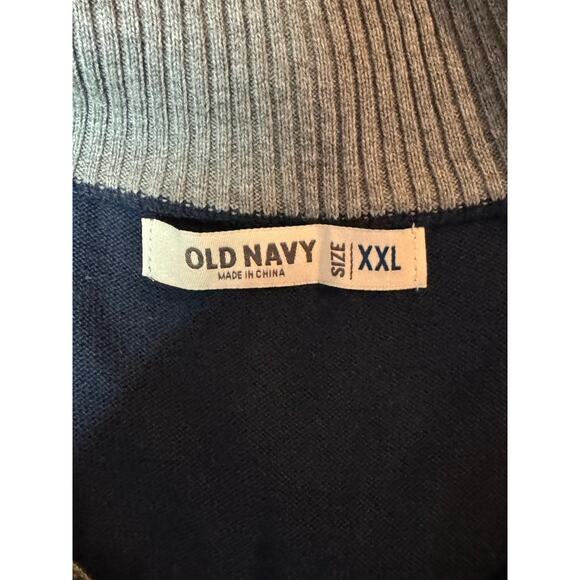 OLD NAVY
MADE IN CHINA
SIZE
XXL